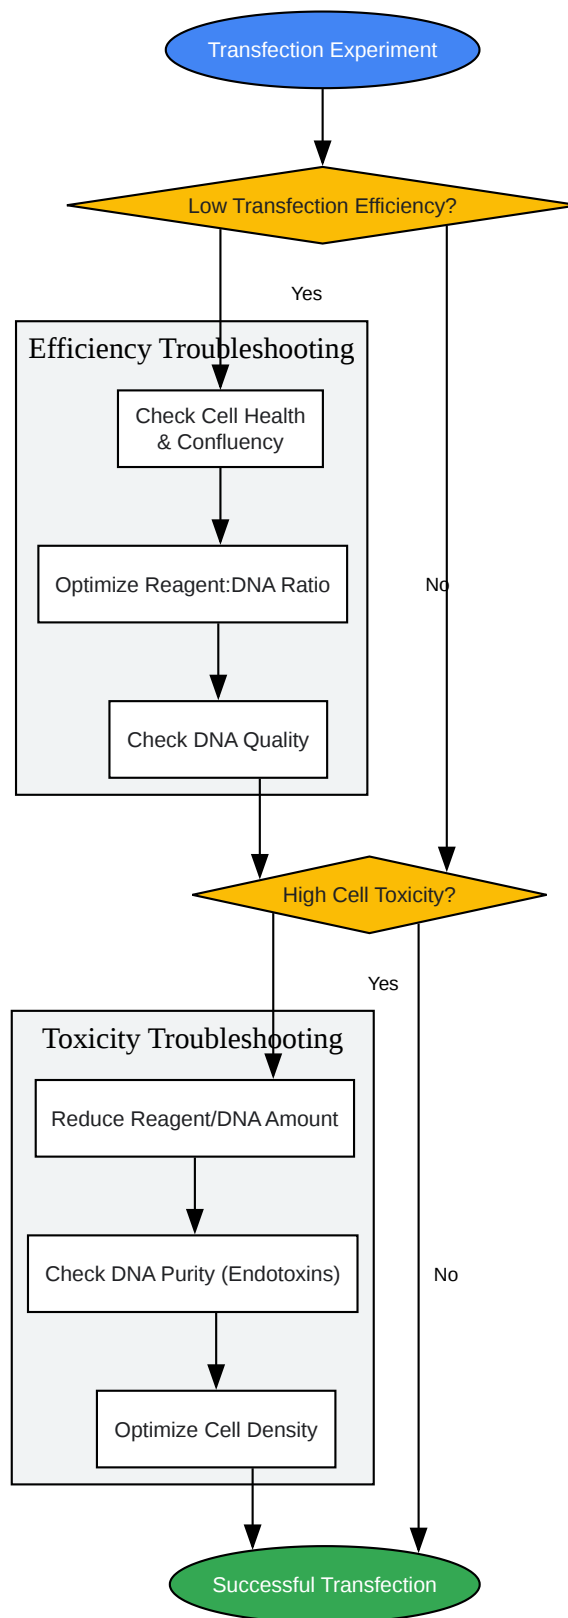 Transfection Experiment
Low Transfection Efficiency?
Yes
Efficiency Troubleshooting
Check Cell Health
& Confluency
Optimize Reagent:DNA Ratio
No
Check DNA Quality
High Cell Toxicity?
Yes
Toxicity Troubleshooting
Reduce Reagent/DNA Amount
Check DNA Purity (Endotoxins)
No
Optimize Cell Density
Successful Transfection